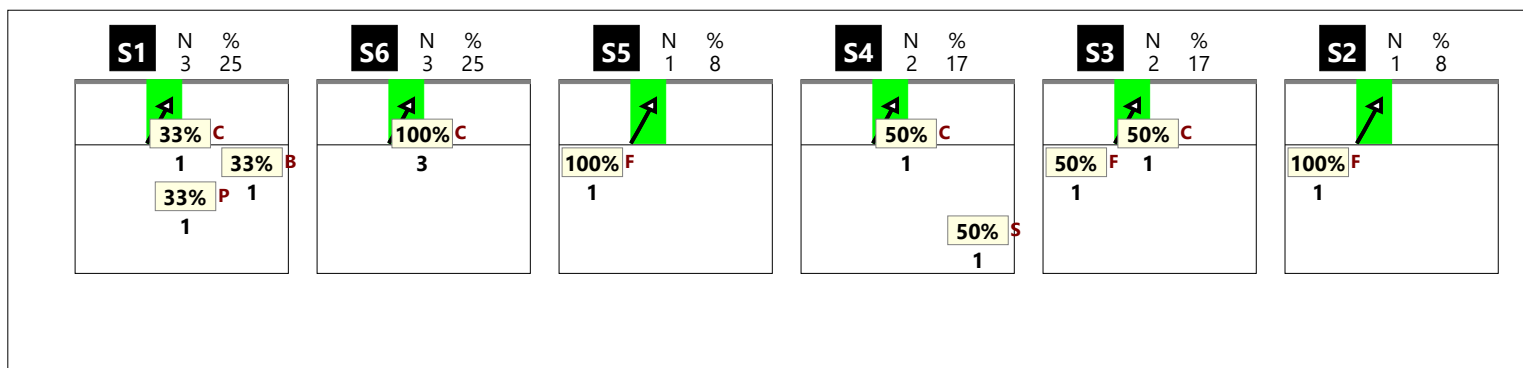 S1 N % S6 N % S5 N % S4 N % S3 N % S2 N %
3 25 3 25 1 8 2 17 2 17 1 8
33% C 100% C 50% C 50% C
1 33% B 3 100% F 1 50% F 1 100% F
33% P 1 1 1 1
1 50% S
1